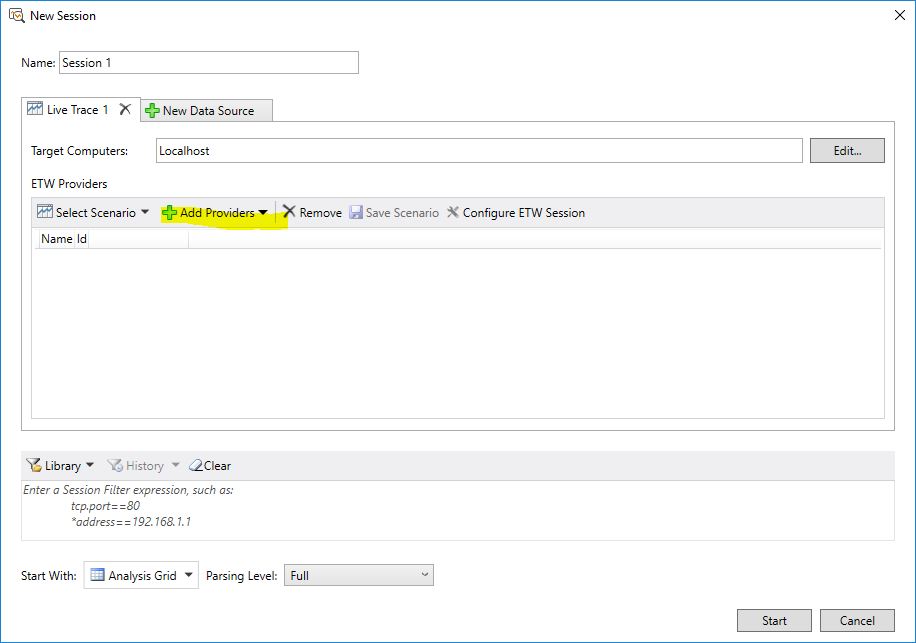 New Session
Name: Session 1
Live Trace 1 New Data Source
Target Computers: Localhost Edit...
ETW Providers
Select Scenario Add Providers Remove Save Scenario Configure ETW Session
Name Id
Library History Clear
Enter a Session Filter expression, such as:
tcp.port==80
*address==192.168.1.1
Start With: Analysis Grid Parsing Level: Full
Start Cancel